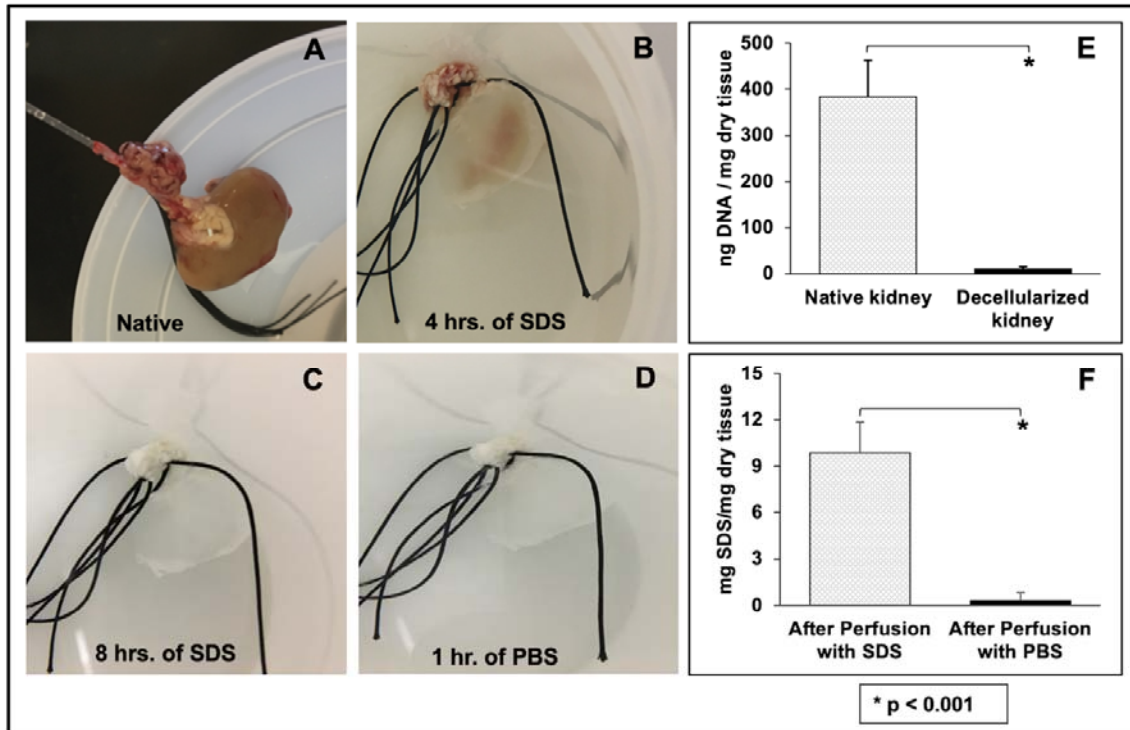 A
Native
B
4 hrs. of SDS
C
8 hrs. of SDS
D
1 hr. of PBS
E
ng DNA / mg dry tissue
500
400
300
200
100
0
*
Native kidney
Decellularized
kidney
F
mg SDS/mg dry tissue
15
12
9
6
3
0
*
After Perfusion
with SDS
After Perfusion
with PBS
* p < 0.001